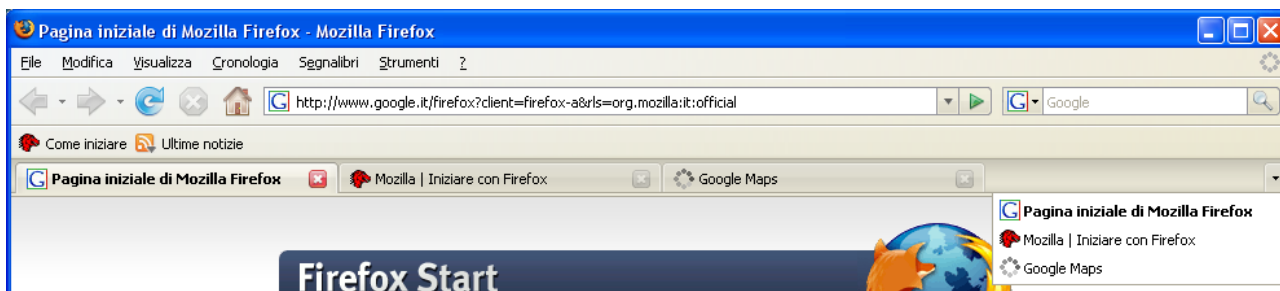 Pagina iniziale di Mozilla Firefox - Mozilla Firefox
File Modifica Visualizza Cronologia Segnalibri Strumenti ?
http://www.google.it/firefox?client=firefox-a&rls=org.mozilla:it:official G Google
Come iniziare Ultime notizie
G Pagina iniziale di Mozilla Firefox Mozilla | Iniziare con Firefox Google Maps
G Pagina iniziale di Mozilla Firefox
Mozilla | Iniziare con Firefox
Google Maps
Firefox Start